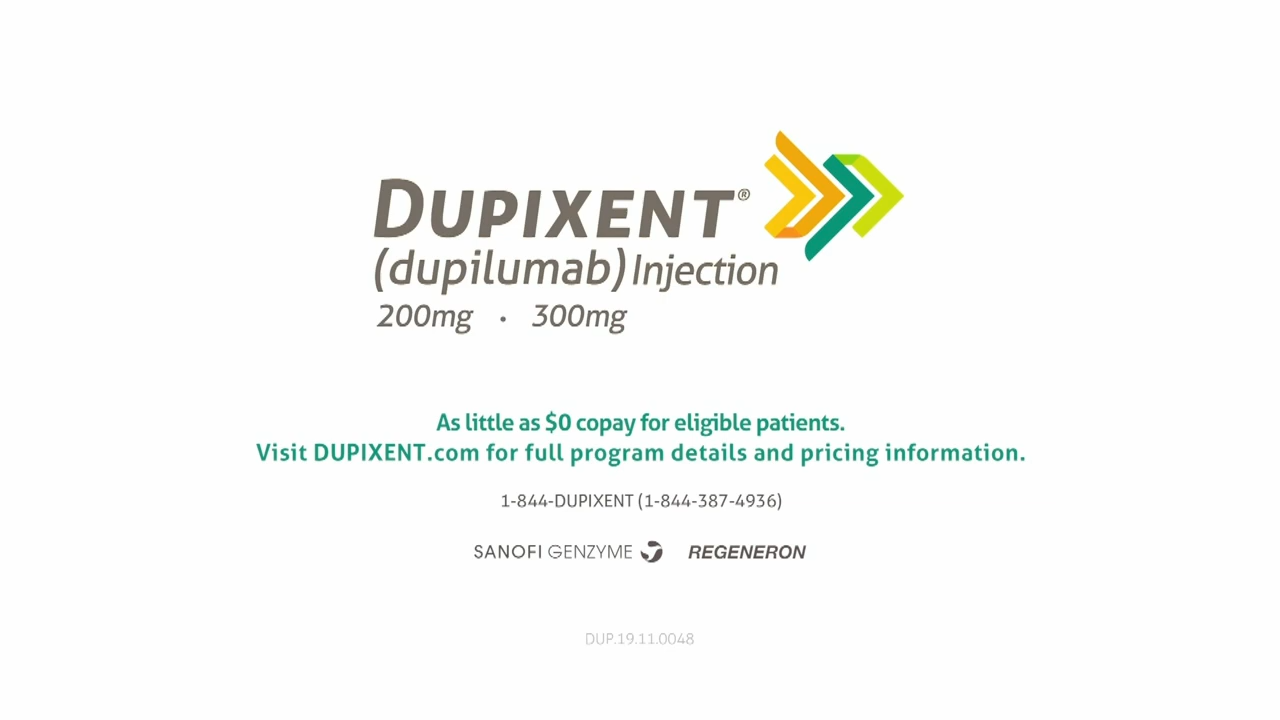 DUPIXENT®
(dupilumab) Injection
200mg · 300mg
As little as $0 copay for eligible patients.
Visit DUPIXENT.com for full program details and pricing information.
1-844-DUPIXENT (1-844-387-4936)
SANOFI GENZYME REGENERON
DUP.19.11.0048